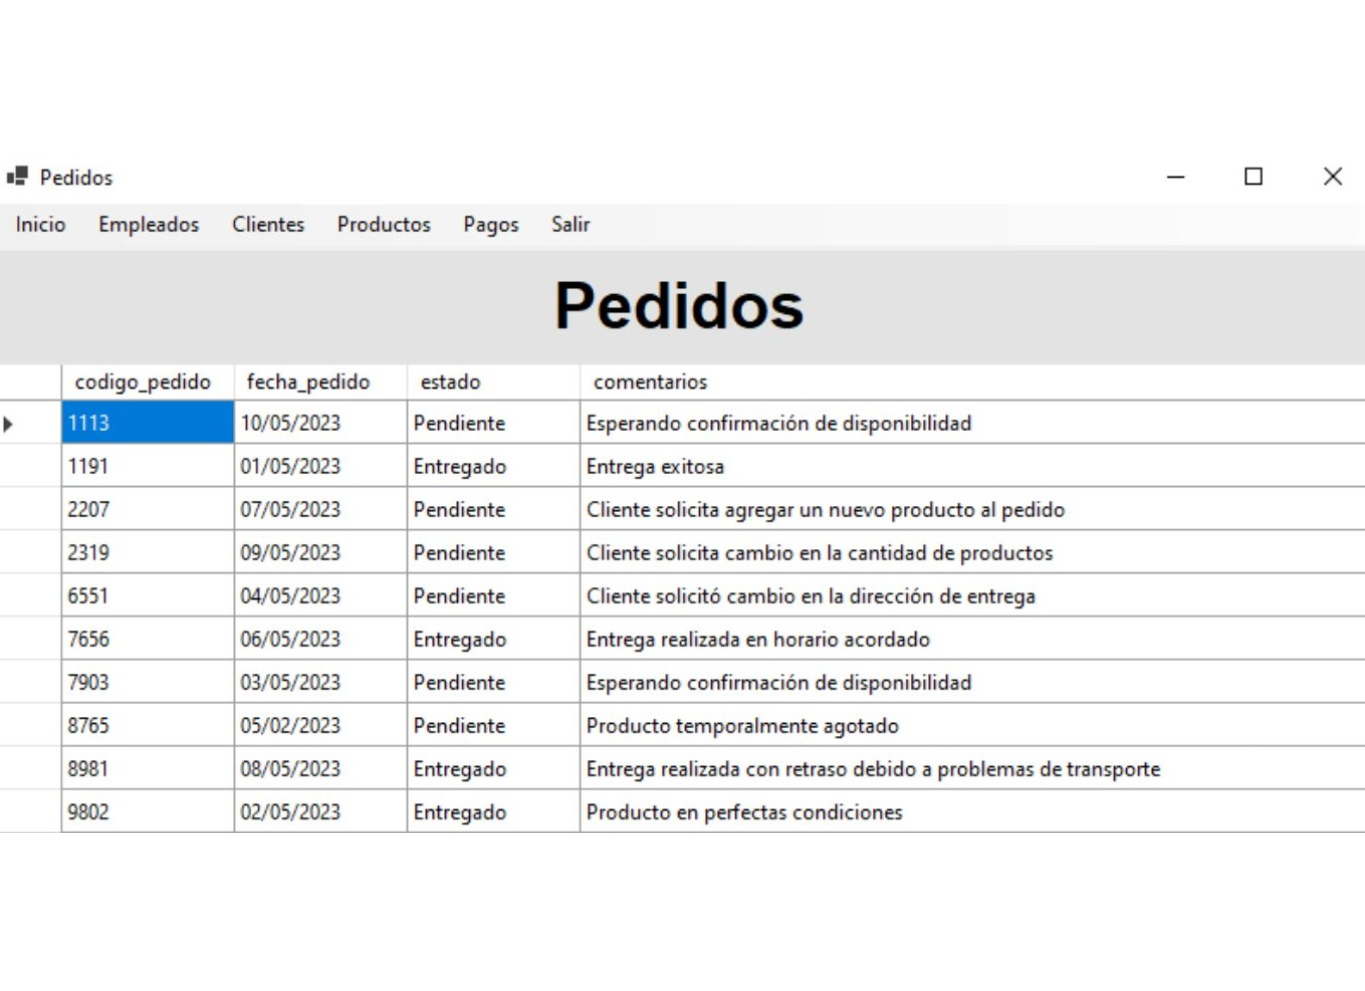 Pedidos
Inicio Empleados Clientes Productos Pagos Salir
Pedidos
codigo_pedido fecha_pedido estado comentarios
1113 10/05/2023 Pendiente Esperando confirmación de disponibilidad
1191 01/05/2023 Entregado Entrega exitosa
2207 07/05/2023 Pendiente Cliente solicita agregar un nuevo producto al pedido
2319 09/05/2023 Pendiente Cliente solicita cambio en la cantidad de productos
6551 04/05/2023 Pendiente Cliente solicitó cambio en la dirección de entrega
7656 06/05/2023 Entregado Entrega realizada en horario acordado
7903 03/05/2023 Pendiente Esperando confirmación de disponibilidad
8765 05/02/2023 Pendiente Producto temporalmente agotado
8981 08/05/2023 Entregado Entrega realizada con retraso debido a problemas de transporte
9802 02/05/2023 Entregado Producto en perfectas condiciones